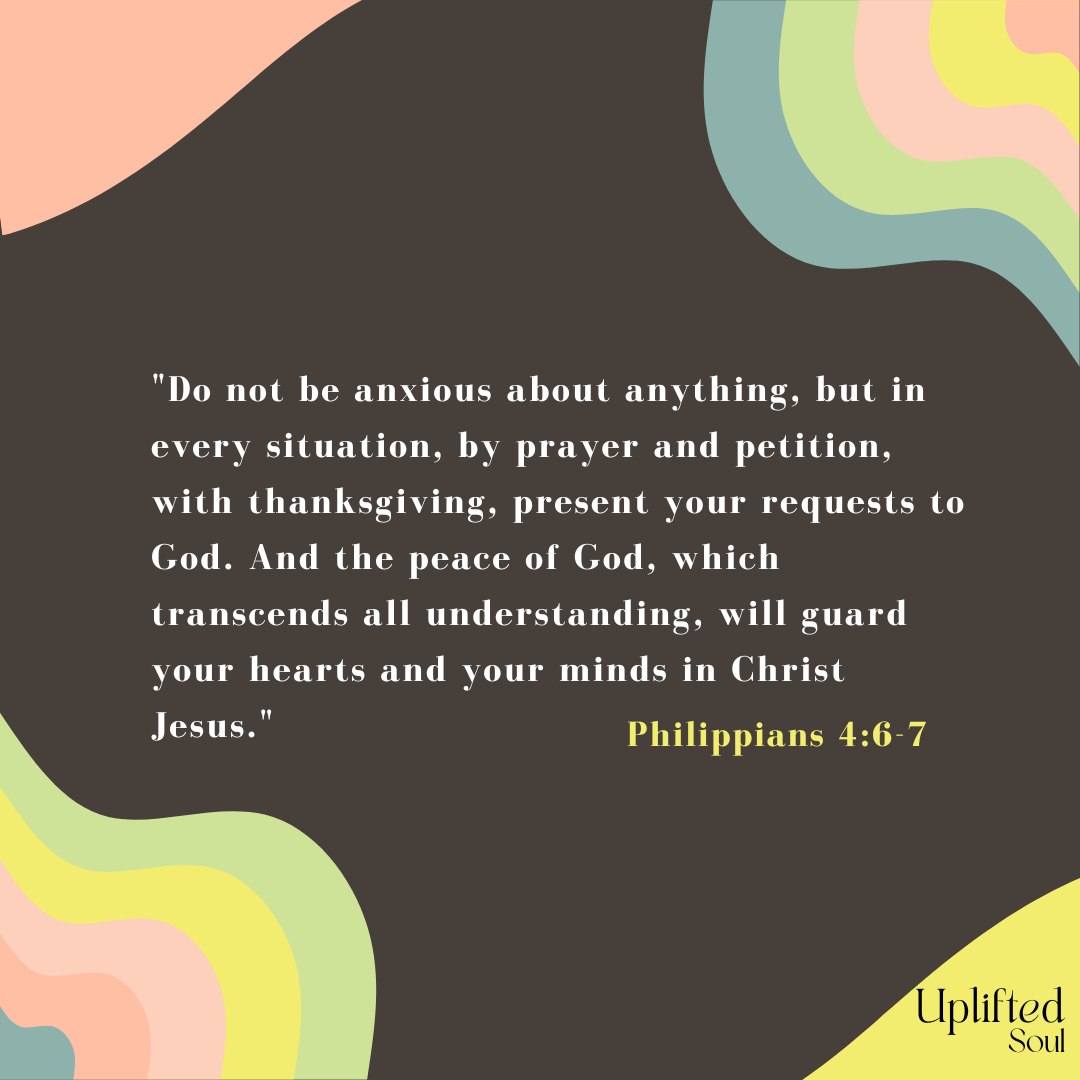 "Do not be anxious about anything, but in
every situation, by prayer and petition,
with thanksgiving, present your requests to
God. And the peace of God, which
transcends all understanding, will guard
your hearts and your minds in Christ
Jesus."
Philippians 4:6-7
Uplifted
Soul